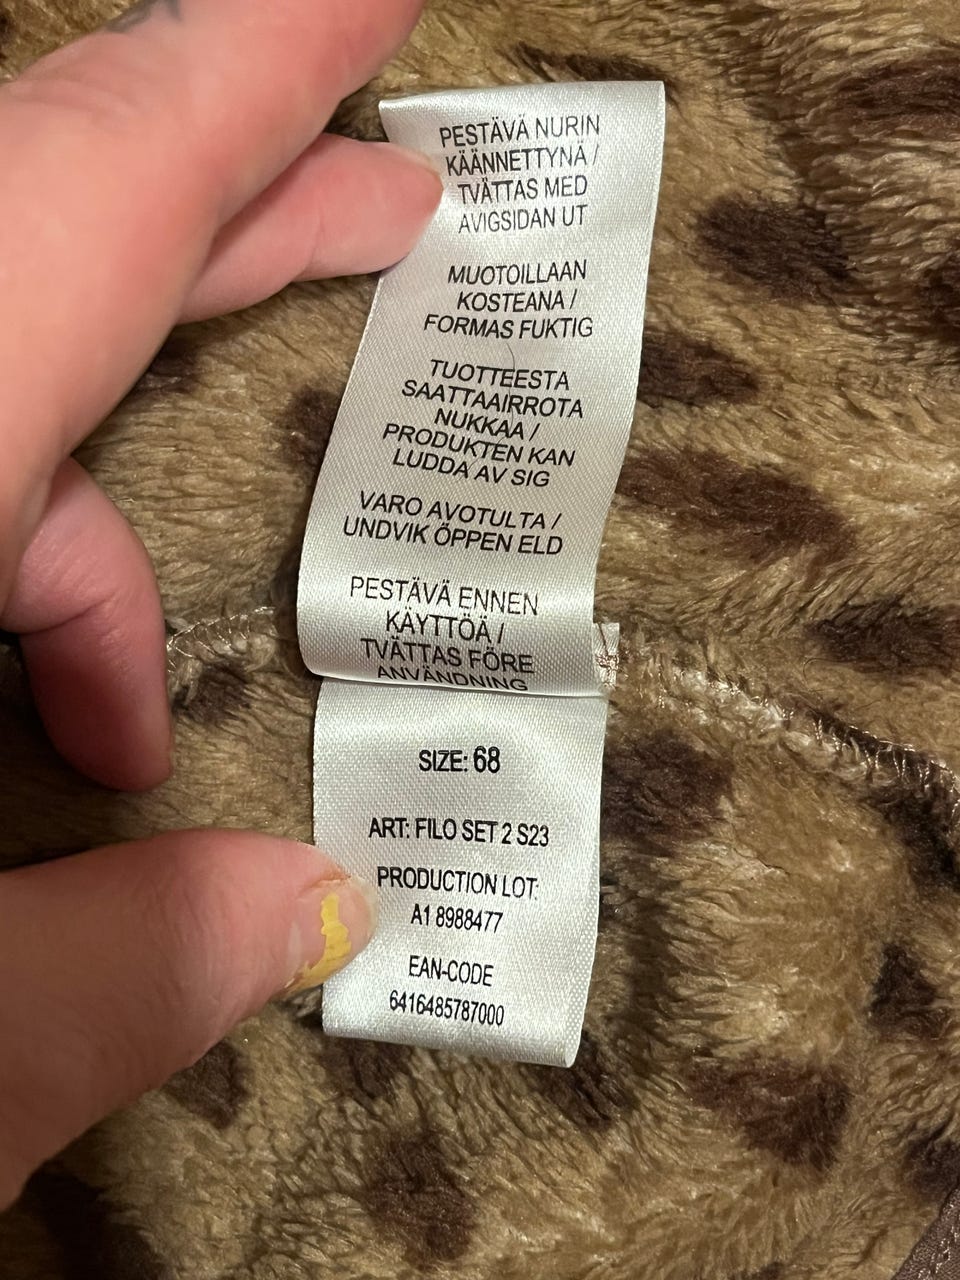 PESTÄVÄ NURIN
KÄÄNNETTYNÄ /
TVÄTTAS MED
AVIGSIDAN UT
MUOTOILLAAN
KOSTEANA /
FORMAS FUKTIG
TUOTTEESTA
SAATTAAIRROTA
NUKKAA /
PRODUKTEN KAN
LUDDA AV SIG
VARO AVOTULTA /
UNDVIK ÖPPEN ELD
PESTÄVÄ ENNEN
KÄYTTÖÄ /
TVÄTTAS FÖRE
ANVÄNDNING
SIZE: 68
ART: FILO SET 2 S23
PRODUCTION LOT:
A1 8988477
EAN-CODE
6416485787000